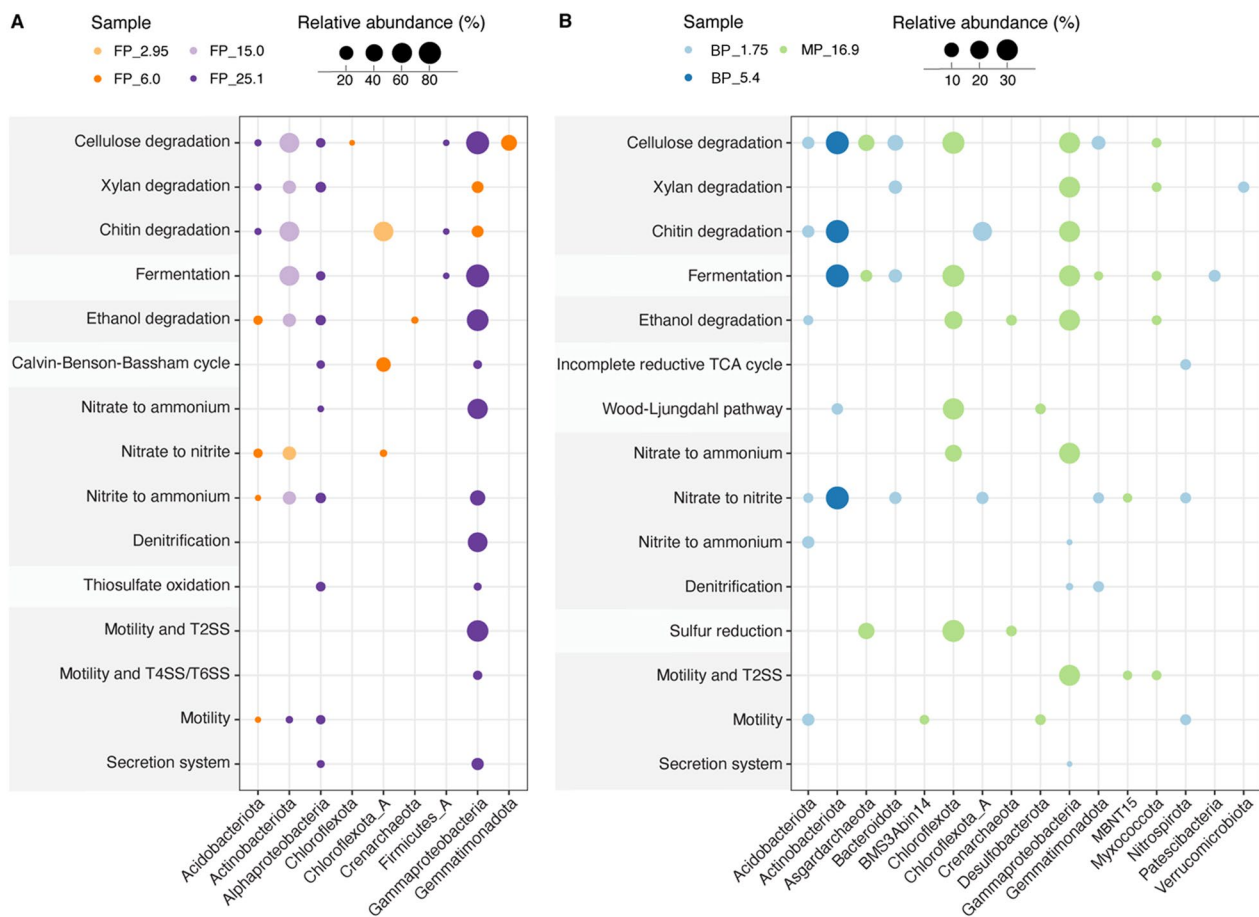 A
Sample
Relative abundance (%)
FP_2.95
FP_15.0
FP_6.0
FP_25.1
20 40 60 80
Cellulose degradation
Xylan degradation
Chitin degradation
Fermentation
Ethanol degradation
Calvin-Benson-Bassham cycle
Nitrate to ammonium
Nitrate to nitrite
Nitrite to ammonium
Denitrification
Thiosulfate oxidation
Motility and T2SS
Motility and T4SS/T6SS
Motility
Secretion system
Acidobacteriota
Actinobacteriota
Alphaproteobacteria
Chloroflexota
Chloroflexota_A
Crenarchaeota
Firmicutes_A
Gammaproteobacteria
Gemmatimonadota
B
Sample
Relative abundance (%)
BP_1.75
MP_16.9
BP_5.4
10 20 30
Cellulose degradation
Xylan degradation
Chitin degradation
Fermentation
Ethanol degradation
Incomplete reductive TCA cycle
Wood-Ljungdahl pathway
Nitrate to ammonium
Nitrate to nitrite
Nitrite to ammonium
Denitrification
Sulfur reduction
Motility and T2SS
Motility
Secretion system
Acidobacteriota
Actinobacteriota
Asgardarchaeota
Bacteroidota
BMS3Abin14
Chloroflexota
Chloroflexota_A
Crenarchaeota
Desulfobacterota
Gammaproteobacteria
Gemmatimonadota
MBNT15
Myxococcota
Nitrospirota
Patescibacteria
Verrucomicrobiota